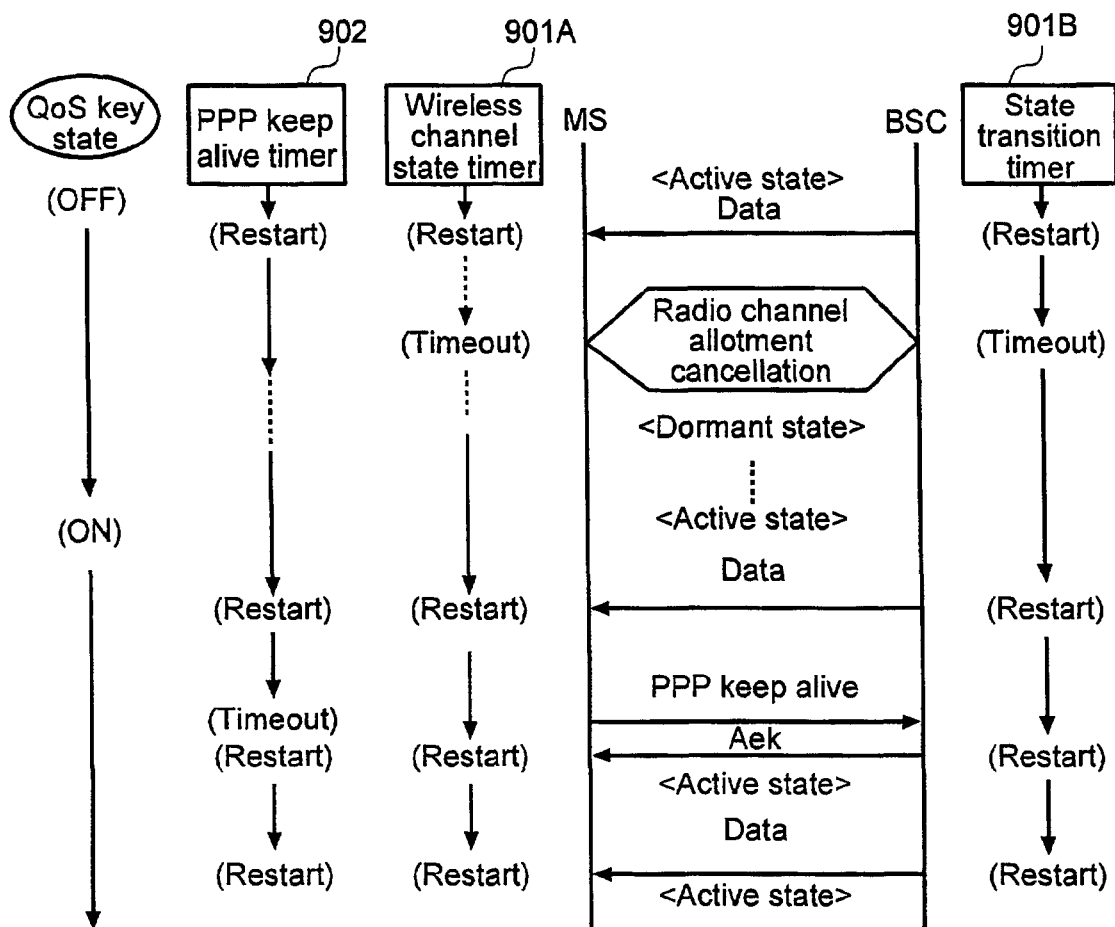 902
901A
901B
QoS key
state
PPP keep
alive timer
Wireless
channel
state timer
MS
BSC
State
transition
timer
(OFF)
<Active state>
Data
(Restart)
(Restart)
(Restart)
(Timeout)
Radio channel
allotment
cancellation
(Timeout)
<Dormant state>
(ON)
<Active state>
Data
(Restart)
(Restart)
(Restart)
PPP keep alive
(Timeout)
Aek
(Restart)
(Restart)
(Restart)
<Active state>
Data
(Restart)
(Restart)
(Restart)
<Active state>